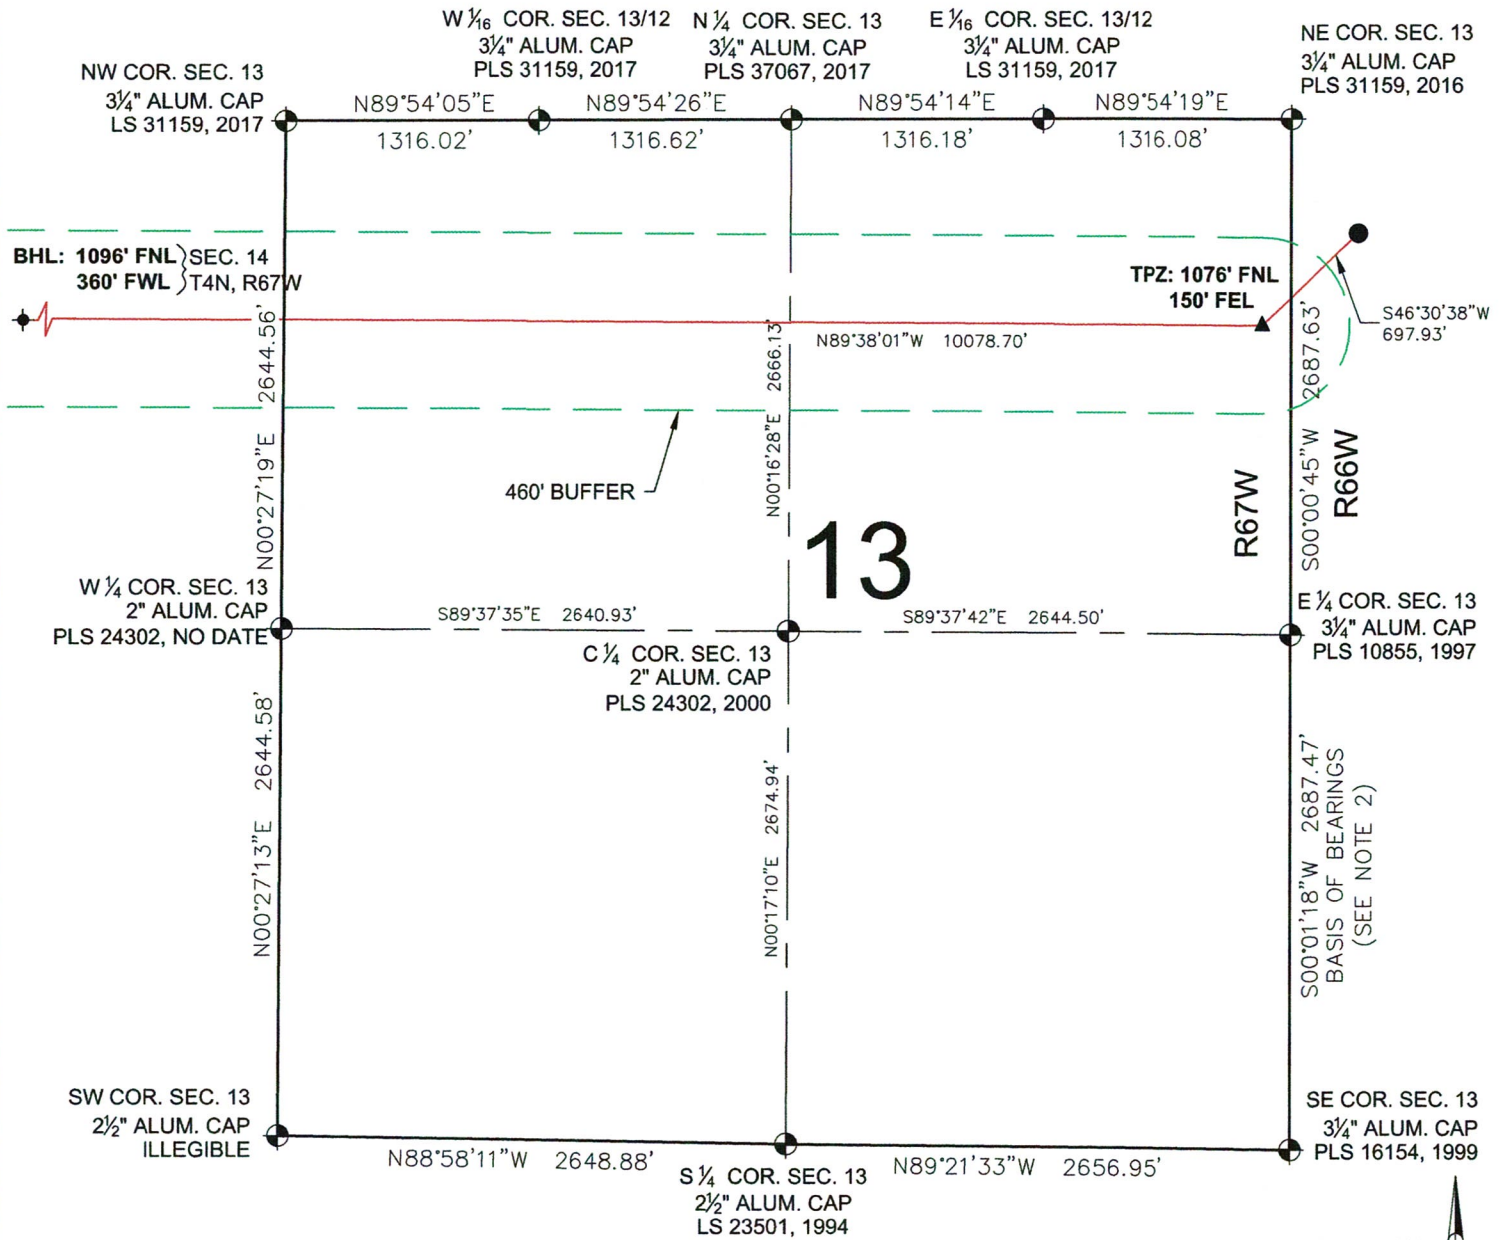 W 1/16 COR. SEC. 13/12
3¼" ALUM. CAP
PLS 31159, 2017
N ¼ COR. SEC. 13
3¼" ALUM. CAP
PLS 37067, 2017
E 1/16 COR. SEC. 13/12
3¼" ALUM. CAP
LS 31159, 2017
NE COR. SEC. 13
3¼" ALUM. CAP
PLS 31159, 2016
NW COR. SEC. 13
3¼" ALUM. CAP
LS 31159, 2017
N89°54'05"E
1316.02'
N89°54'26"E
1316.62'
N89°54'14"E
1316.18'
N89°54'19"E
1316.08'
BHL: 1096' FNL } SEC. 14
360' FWL } T4N, R67W
TPZ: 1076' FNL
150' FEL
S46°30'38"W
697.93'
N89°38'01"W 10078.70'
N00°27'19"E 2644.56'
N00°16'28"E 2666.13'
S00°00'45"W 2687.63'
R67W
R66W
460' BUFFER
13
W ¼ COR. SEC. 13
2" ALUM. CAP
PLS 24302, NO DATE
S89°37'35"E 2640.93'
S89°37'42"E 2644.50'
E ¼ COR. SEC. 13
3¼" ALUM. CAP
PLS 10855, 1997
C ¼ COR. SEC. 13
2" ALUM. CAP
PLS 24302, 2000
N00°27'13"E 2644.58'
N00°17'10"E 2674.94'
S00°01'18"W 2687.47'
BASIS OF BEARINGS
(SEE NOTE 2)
SW COR. SEC. 13
2½" ALUM. CAP
ILLEGIBLE
N88°58'11"W 2648.88'
S ¼ COR. SEC. 13
2½" ALUM. CAP
LS 23501, 1994
N89°21'33"W 2656.95'
SE COR. SEC. 13
3¼" ALUM. CAP
PLS 16154, 1999